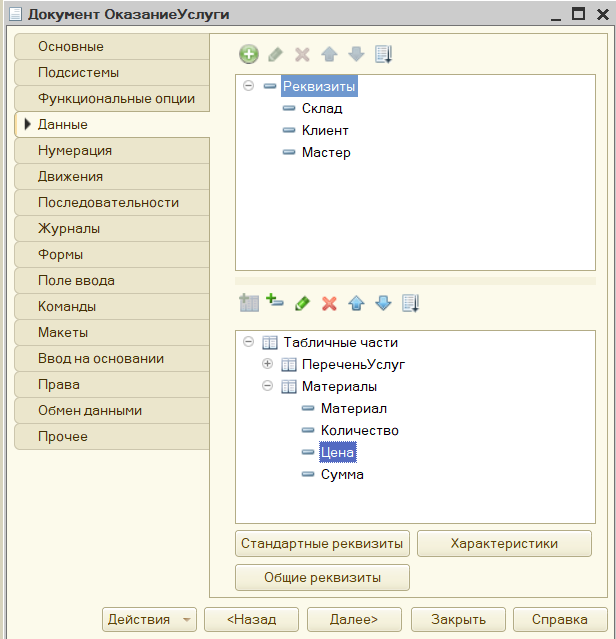 Документ ОказаниеУслуги
Основные
Подсистемы
Функциональные опции
Данные
Нумерация
Движения
Последовательности
Журналы
Формы
Поле ввода
Команды
Макеты
Ввод на основании
Права
Обмен данными
Прочее
Реквизиты
Склад
Клиент
Мастер
Табличные части
ПереченьУслуг
Материалы
Материал
Количество
Цена
Сумма
Стандартные реквизиты
Характеристики
Общие реквизиты
Действия
<Назад
Далее>
Закрыть
Справка